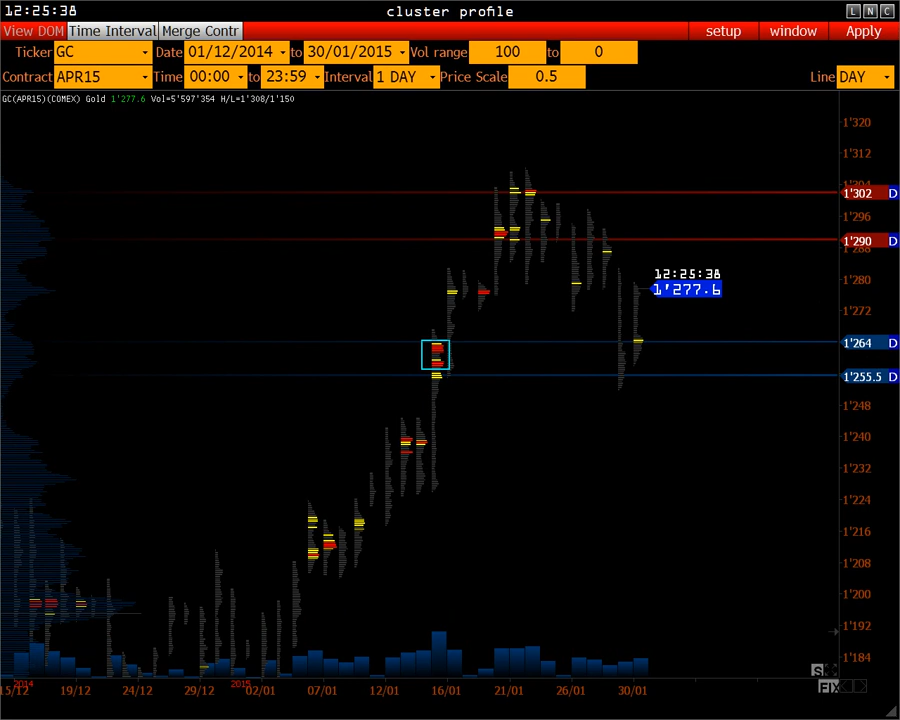 12:25:38 cluster profile L N C
View DOM Time Interval Merge Contr setup window Apply
Ticker GC Date 01/12/2014 to 30/01/2015 Vol range 100 to 0
Contract APR15 Time 00:00 to 23:59 Interval 1 DAY Price Scale 0.5 Line DAY
GC(APR15)(COMEX) Gold 1'277.6 Vol=5'597'354 H/L=1'308/1'150
1'320
1'312
1'304
1'302 D
1'296
1'290 D
1'288
1'280
12:25:38
1'277.6
1'272
1'264 D
1'255.5 D
1'248
1'240
1'232
1'224
1'216
1'208
1'200
1'192
1'184
S
FIX
2014 2015
15/12 19/12 24/12 29/12 02/01 07/01 12/01 16/01 21/01 26/01 30/01